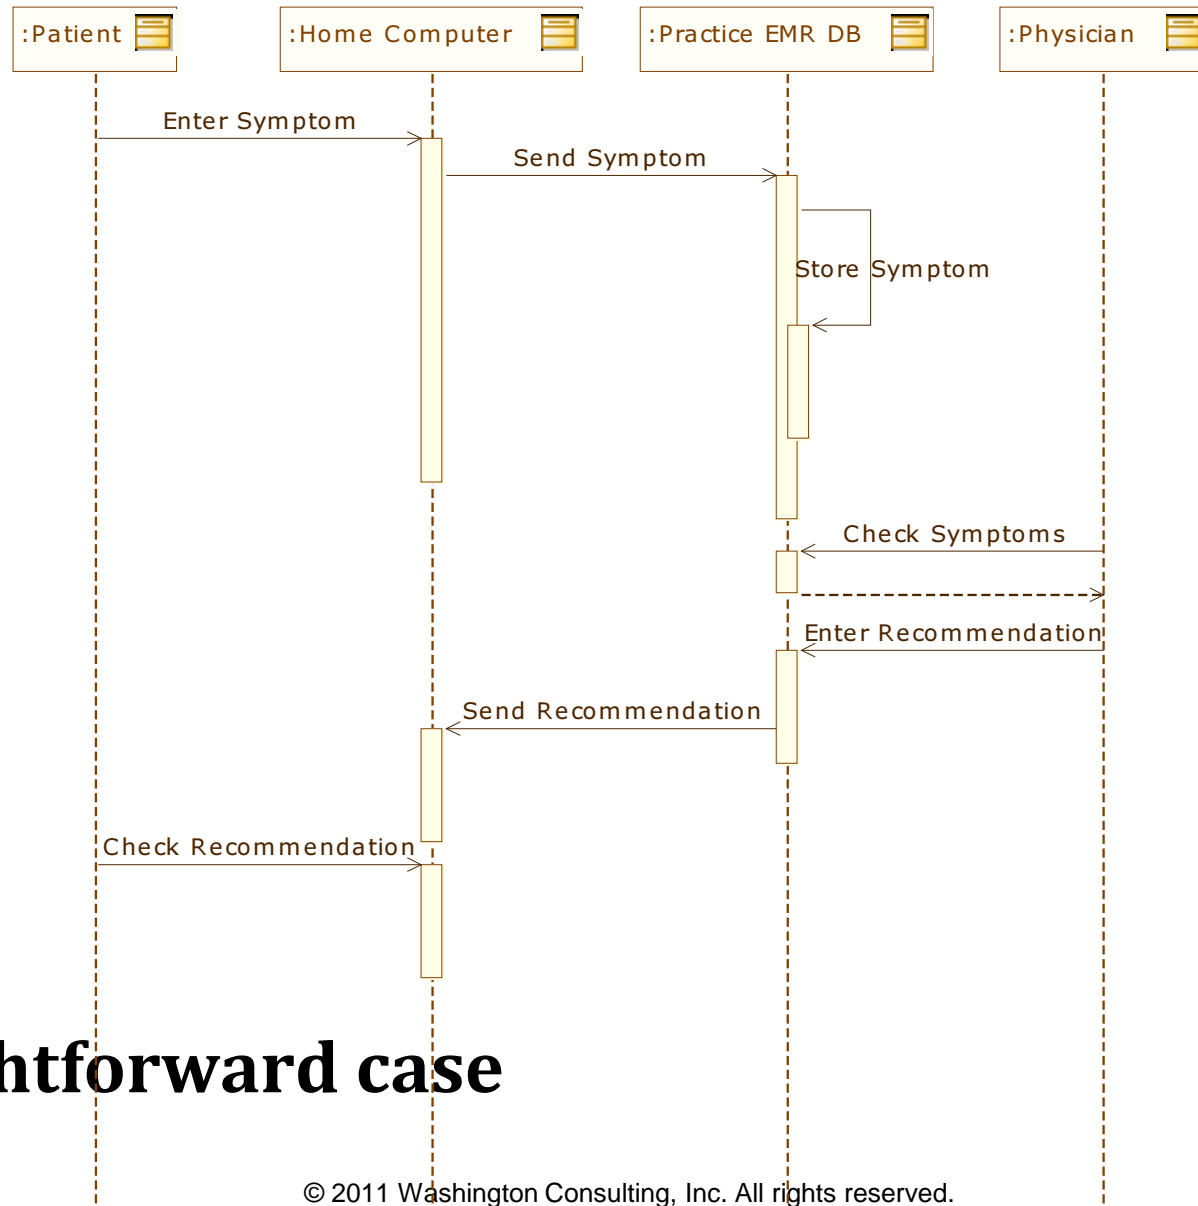 :Patient
:Home Computer
:Practice EMR DB
:Physician
Enter Symptom
Send Symptom
Store Symptom
Check Symptoms
Enter Recommendation
Send Recommendation
Check Recommendation
htforward case
© 2011 Washington Consulting, Inc. All rights reserved.